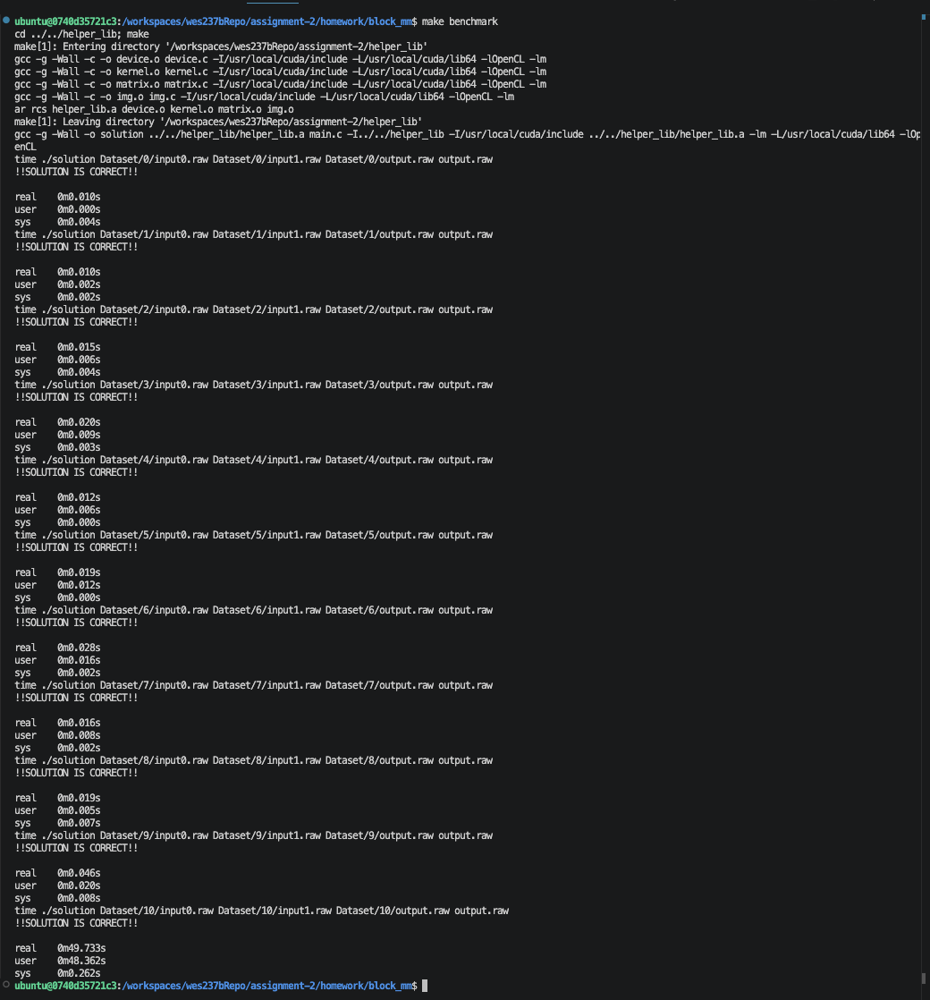 ubuntu@0740d35721c3:/workspaces/wes237bRepo/assignment-2/homework/block_mm$ make benchmark
cd ../../helper_lib; make
make[1]: Entering directory '/workspaces/wes237bRepo/assignment-2/helper_lib'
gcc -g -Wall -c -o device.o device.c -I/usr/local/cuda/include -L/usr/local/cuda/lib64 -lOpenCL -lm
gcc -g -Wall -c -o kernel.o kernel.c -I/usr/local/cuda/include -L/usr/local/cuda/lib64 -lOpenCL -lm
gcc -g -Wall -c -o matrix.o matrix.c -I/usr/local/cuda/include -L/usr/local/cuda/lib64 -lOpenCL -lm
gcc -g -Wall -c -o img.o img.c -I/usr/local/cuda/include -L/usr/local/cuda/lib64 -lOpenCL -lm
ar rcs helper_lib.a device.o kernel.o matrix.o img.o
make[1]: Leaving directory '/workspaces/wes237bRepo/assignment-2/helper_lib'
gcc -g -Wall -o solution ../../helper_lib/helper_lib.a main.c -I../../helper_lib -I/usr/local/cuda/include ../../helper_lib/helper_lib.a -lm -L/usr/local/cuda/lib64 -lOp
enCL
time ./solution Dataset/0/input0.raw Dataset/0/input1.raw Dataset/0/output.raw output.raw
!!SOLUTION IS CORRECT!!
real 0m0.010s
user 0m0.000s
sys 0m0.004s
time ./solution Dataset/1/input0.raw Dataset/1/input1.raw Dataset/1/output.raw output.raw
!!SOLUTION IS CORRECT!!
real 0m0.010s
user 0m0.002s
sys 0m0.002s
time ./solution Dataset/2/input0.raw Dataset/2/input1.raw Dataset/2/output.raw output.raw
!!SOLUTION IS CORRECT!!
real 0m0.015s
user 0m0.006s
sys 0m0.004s
time ./solution Dataset/3/input0.raw Dataset/3/input1.raw Dataset/3/output.raw output.raw
!!SOLUTION IS CORRECT!!
real 0m0.020s
user 0m0.009s
sys 0m0.003s
time ./solution Dataset/4/input0.raw Dataset/4/input1.raw Dataset/4/output.raw output.raw
!!SOLUTION IS CORRECT!!
real 0m0.012s
user 0m0.006s
sys 0m0.000s
time ./solution Dataset/5/input0.raw Dataset/5/input1.raw Dataset/5/output.raw output.raw
!!SOLUTION IS CORRECT!!
real 0m0.019s
user 0m0.012s
sys 0m0.000s
time ./solution Dataset/6/input0.raw Dataset/6/input1.raw Dataset/6/output.raw output.raw
!!SOLUTION IS CORRECT!!
real 0m0.028s
user 0m0.016s
sys 0m0.002s
time ./solution Dataset/7/input0.raw Dataset/7/input1.raw Dataset/7/output.raw output.raw
!!SOLUTION IS CORRECT!!
real 0m0.016s
user 0m0.008s
sys 0m0.002s
time ./solution Dataset/8/input0.raw Dataset/8/input1.raw Dataset/8/output.raw output.raw
!!SOLUTION IS CORRECT!!
real 0m0.019s
user 0m0.005s
sys 0m0.007s
time ./solution Dataset/9/input0.raw Dataset/9/input1.raw Dataset/9/output.raw output.raw
!!SOLUTION IS CORRECT!!
real 0m0.046s
user 0m0.020s
sys 0m0.008s
time ./solution Dataset/10/input0.raw Dataset/10/input1.raw Dataset/10/output.raw output.raw
!!SOLUTION IS CORRECT!!
real 0m49.733s
user 0m48.362s
sys 0m0.262s
ubuntu@0740d35721c3:/workspaces/wes237bRepo/assignment-2/homework/block_mm$